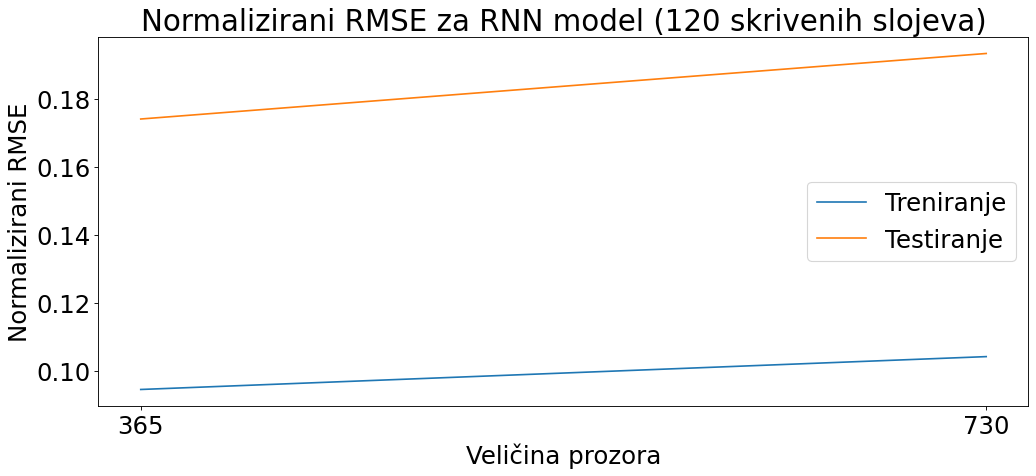 Normalizirani RMSE za RNN model (120 skrivenih slojeva)
Normalizirani RMSE
0.18
0.16
0.14
0.12
0.10
Treniranje
Testiranje
365
730
Veličina prozora